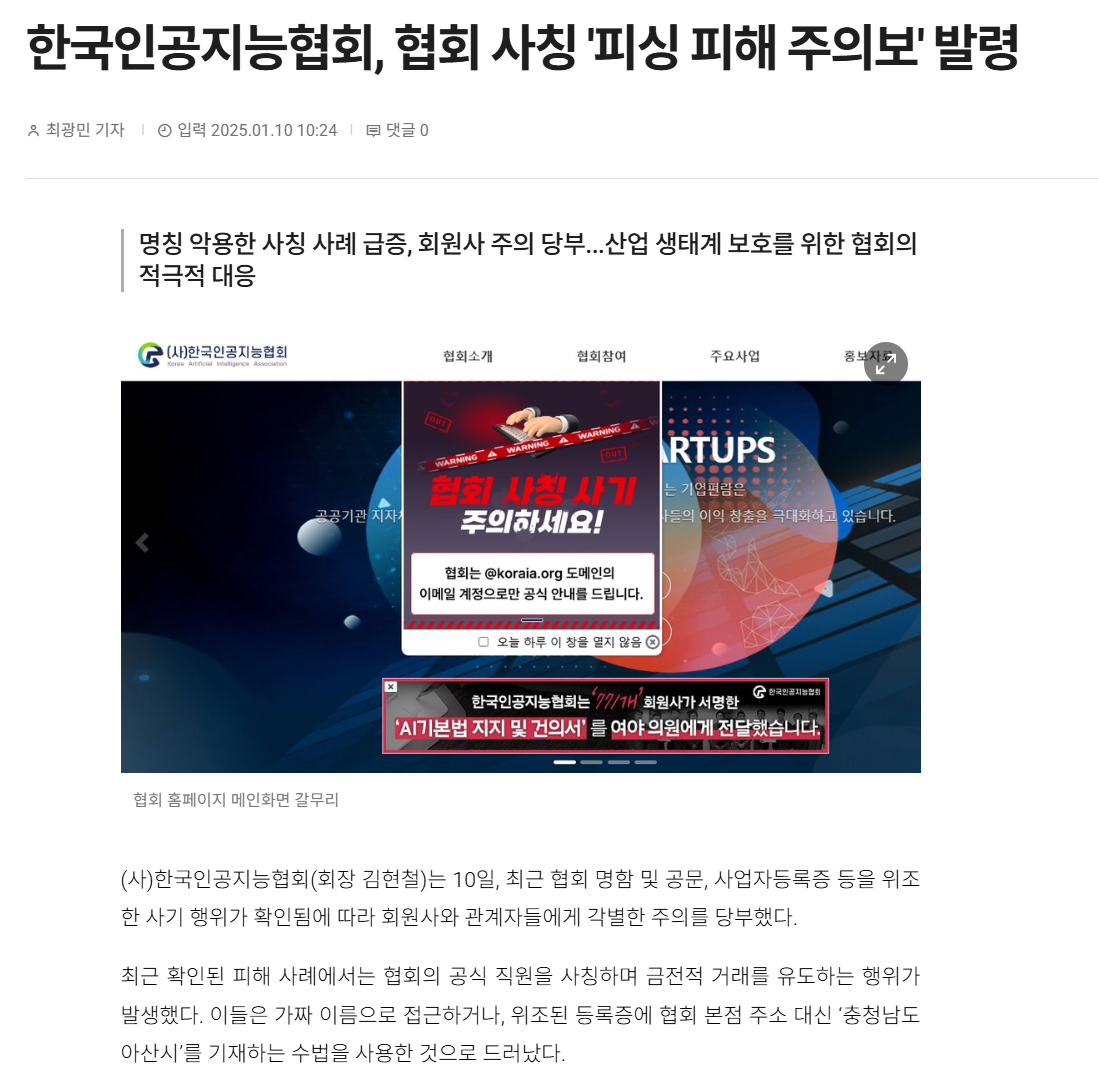 한국인공지능협회, 협회 사칭 '피싱 피해 주의보' 발령
최광민 기자
입력 2025.01.10 10:24
댓글 0
명칭 악용한 사칭 사례 급증, 회원사 주의 당부...산업 생태계 보호를 위한 협회의
적극적 대응
(사)한국인공지능협회
Korea Artificial Intelligence Association
협회소개
협회참여
주요사업
홍보자료
OUT
WARNING WARNING WARNING
OUT
협회 사칭 사기
주의하세요!
협회는 @koraia.org 도메인의
이메일 계정으로만 공식 안내를 드립니다.
오늘 하루 이 창을 열지 않음
ARTUPS
는 기업편람은
공공기관 지자체
들의 이익 창출을 극대화하고 있습니다.
한국인공지능협회는 '77개' 회원사가 서명한
한국인공지능협회
'AI기본법 지지 및 건의서'를 여야 의원에게 전달했습니다.
협회 홈페이지 메인화면 갈무리
(사)한국인공지능협회(회장 김현철)는 10일, 최근 협회 명함 및 공문, 사업자등록증 등을 위조
한 사기 행위가 확인됨에 따라 회원사와 관계자들에게 각별한 주의를 당부했다.
최근 확인된 피해 사례에서는 협회의 공식 직원을 사칭하며 금전적 거래를 유도하는 행위가
발생했다. 이들은 가짜 이름으로 접근하거나, 위조된 등록증에 협회 본점 주소 대신 '충청남도
아산시'를 기재하는 수법을 사용한 것으로 드러났다.